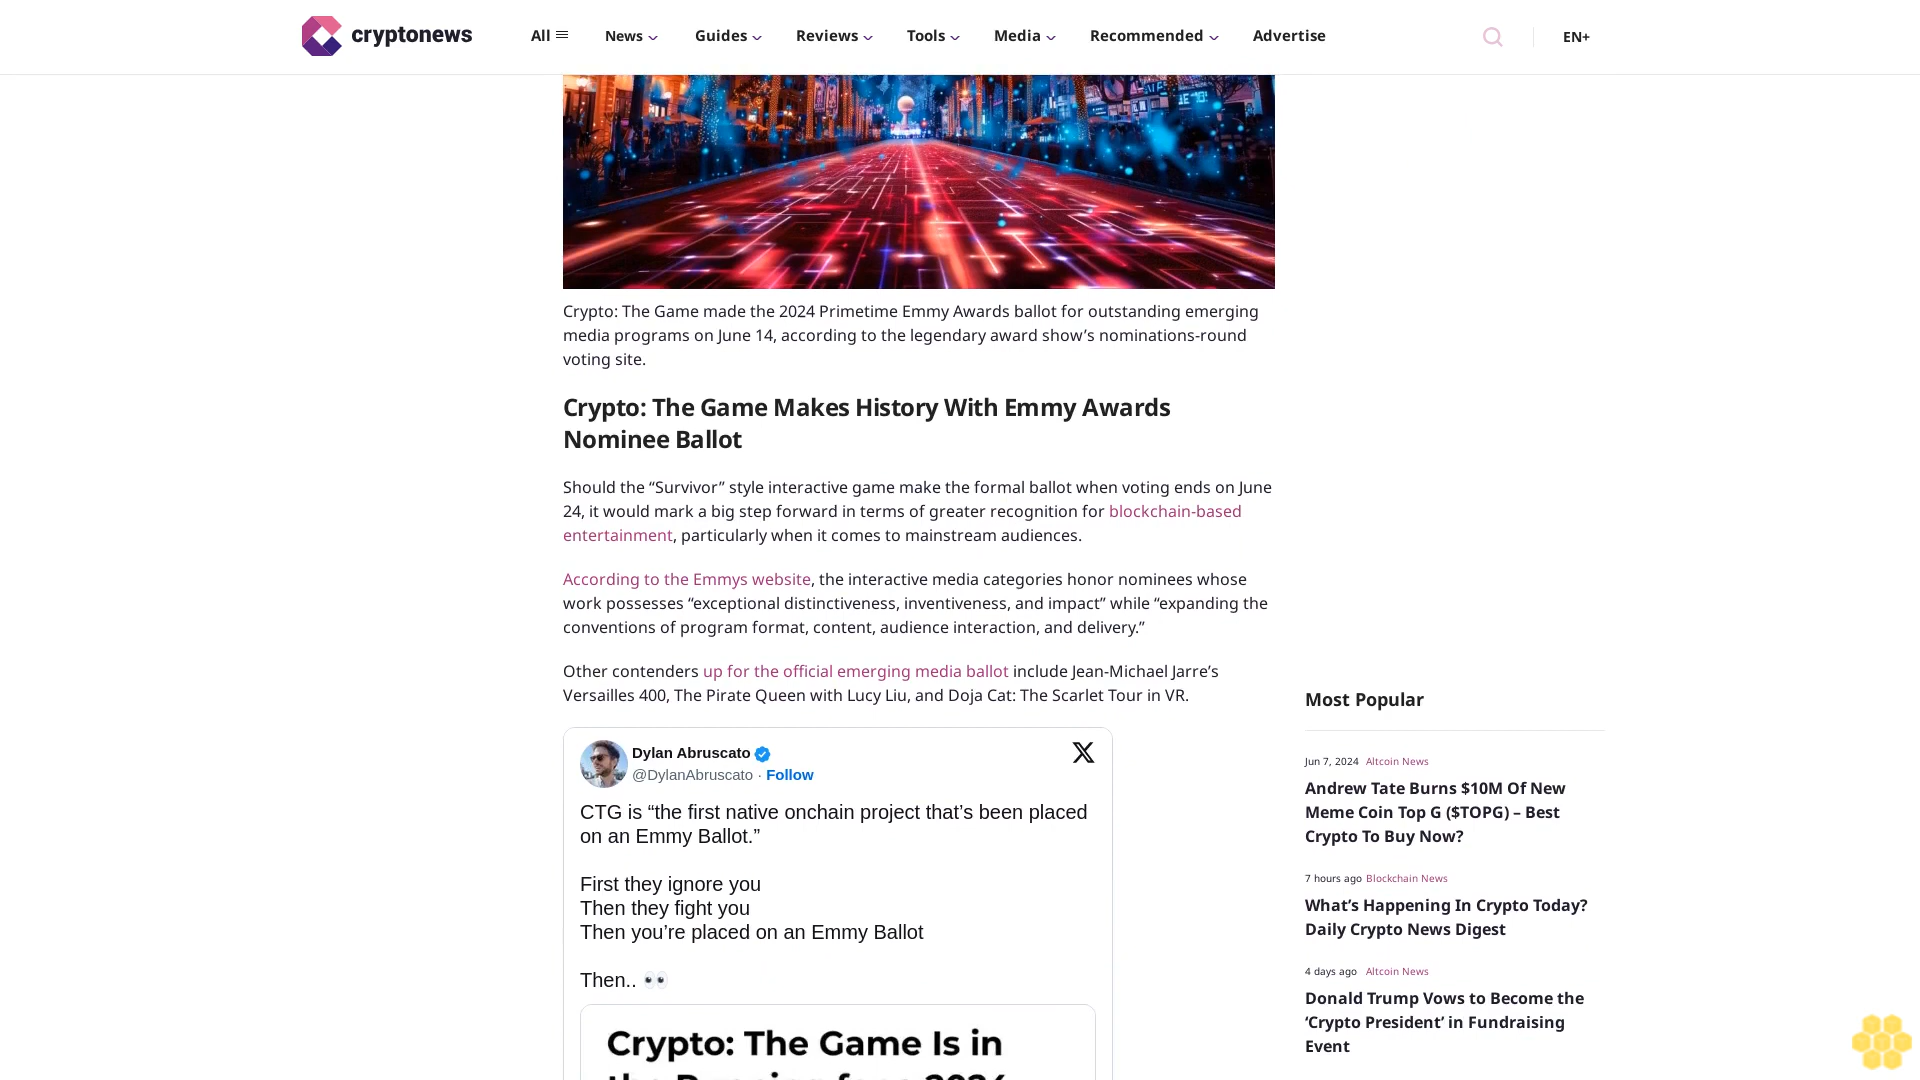 cryptonews
All
News
Guides
Reviews
Tools
Media
Recommended
Advertise
EN+
Crypto: The Game made the 2024 Primetime Emmy Awards ballot for outstanding emerging
media programs on June 14, according to the legendary award show’s nominations-round
voting site.
Crypto: The Game Makes History With Emmy Awards
Nominee Ballot
Should the “Survivor” style interactive game make the formal ballot when voting ends on June
24, it would mark a big step forward in terms of greater recognition for blockchain-based
entertainment, particularly when it comes to mainstream audiences.
According to the Emmys website, the interactive media categories honor nominees whose
work possesses “exceptional distinctiveness, inventiveness, and impact” while “expanding the
conventions of program format, content, audience interaction, and delivery.”
Other contenders up for the official emerging media ballot include Jean-Michael Jarre’s
Versailles 400, The Pirate Queen with Lucy Liu, and Doja Cat: The Scarlet Tour in VR.
Dylan Abruscato
@DylanAbruscato · Follow
CTG is “the first native onchain project that’s been placed
on an Emmy Ballot.”
First they ignore you
Then they fight you
Then you’re placed on an Emmy Ballot
Then.. 👀
Crypto: The Game Is in
Most Popular
Jun 7, 2024 Altcoin News
Andrew Tate Burns $10M Of New
Meme Coin Top G ($TOPG) – Best
Crypto To Buy Now?
7 hours ago Blockchain News
What’s Happening In Crypto Today?
Daily Crypto News Digest
4 days ago Altcoin News
Donald Trump Vows to Become the
‘Crypto President’ in Fundraising
Event